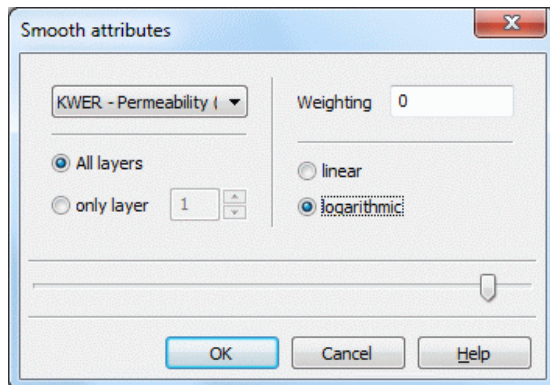 Smooth attributes
KWER - Permeability (
Weighting 0
All layers
linear
only layer 1
logarithmic
OK Cancel Help